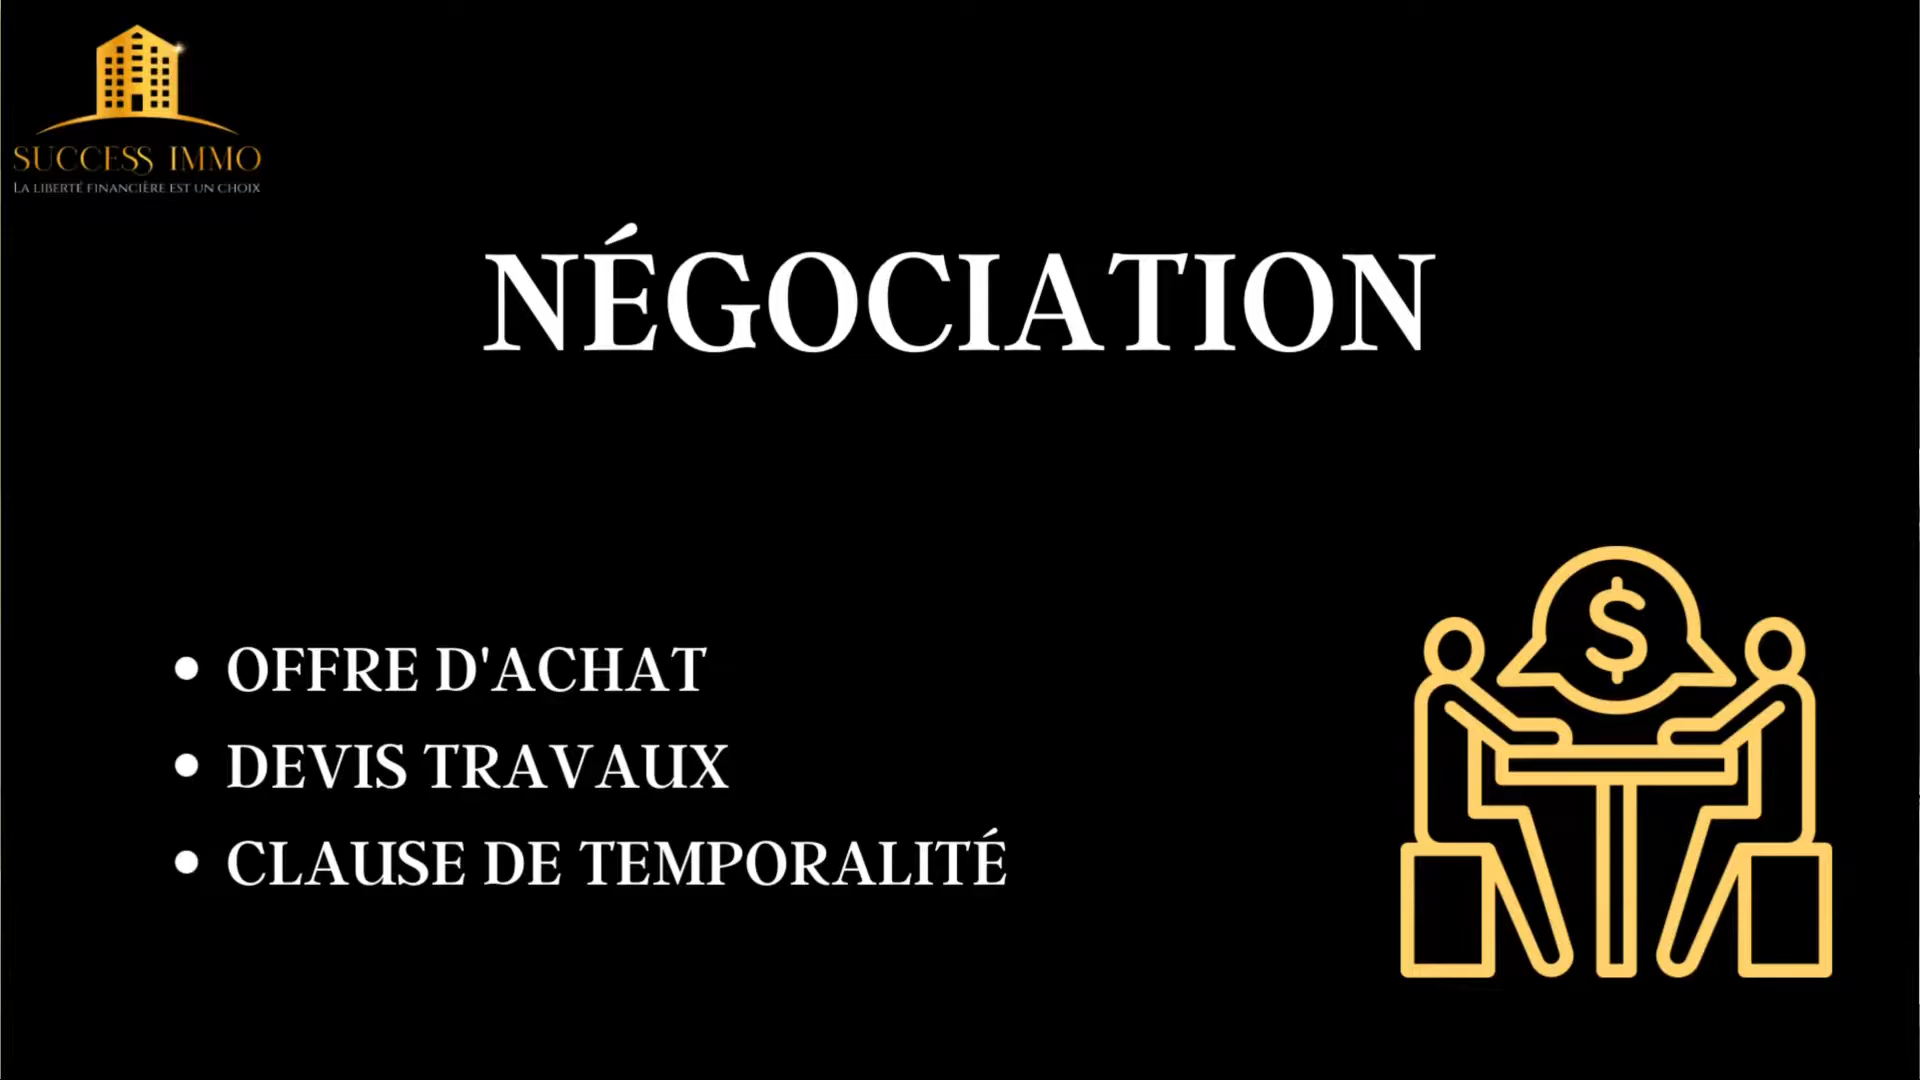 SUCCESS IMMO
LA LIBERTÉ FINANCIÈRE EST UN CHOIX
NÉGOCIATION
$
• OFFRE D'ACHAT
• DEVIS TRAVAUX
• CLAUSE DE TEMPORALITÉ